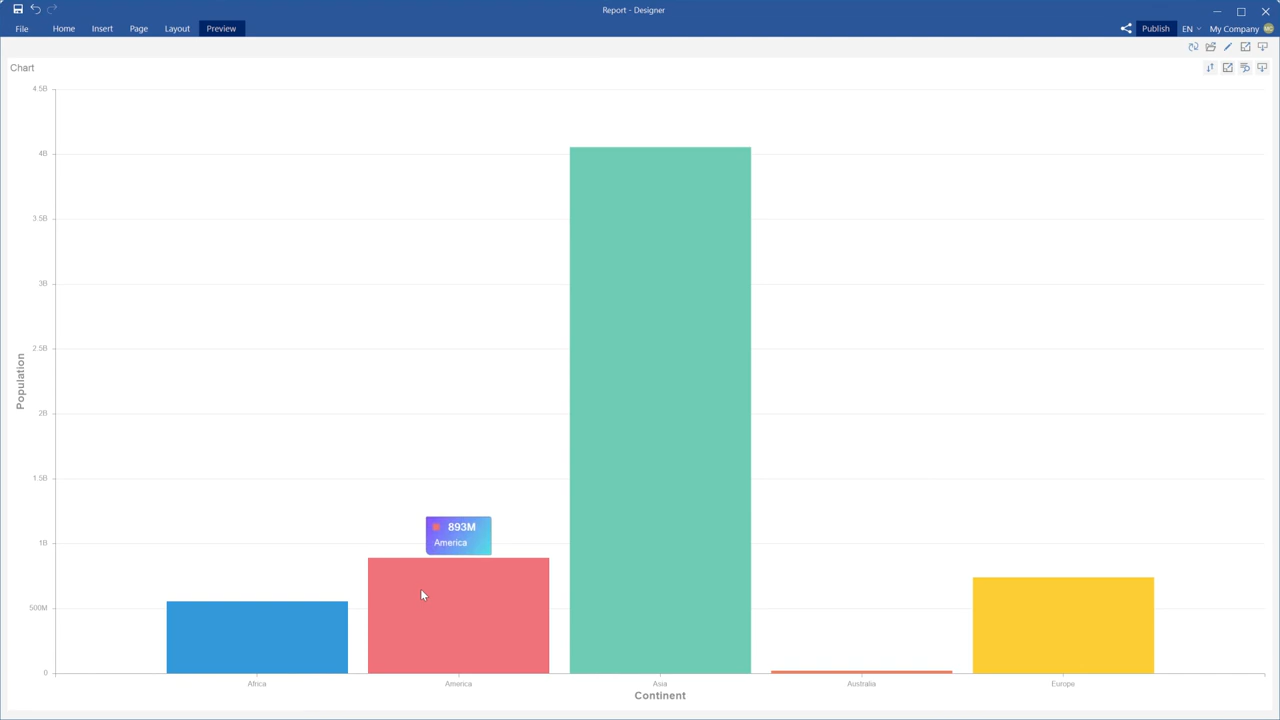 Report - Designer
File Home Insert Page Layout Preview
Publish EN My Company MC
Chart
4.5B
4B
3.5B
3B
2.5B
2B
1.5B
1B
500M
0
Population
893M
America
Africa America Asia Australia Europe
Continent